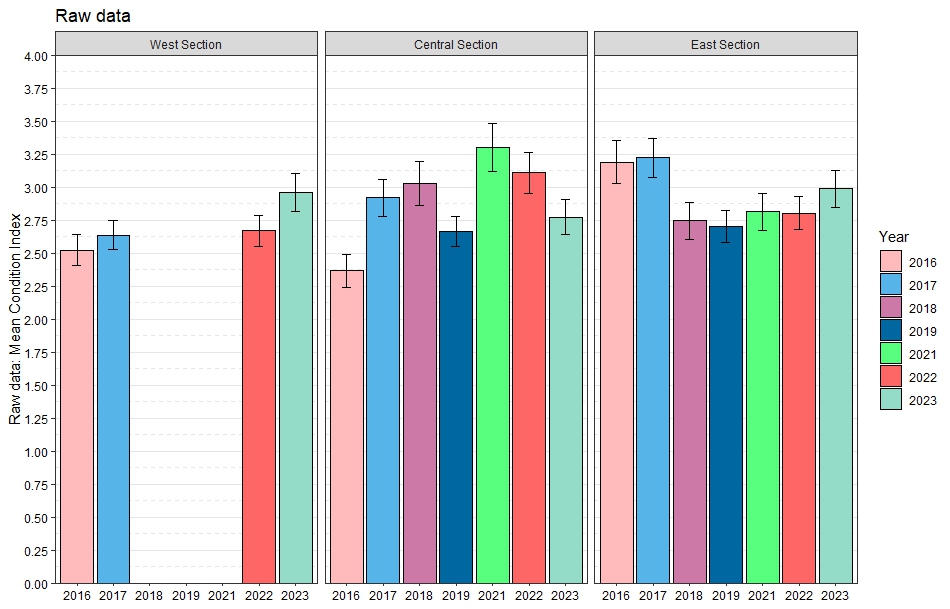 Raw data
West Section
Central Section
East Section
Raw data: Mean Condition Index
4.00
3.75
3.50
3.25
3.00
2.75
2.50
2.25
2.00
1.75
1.50
1.25
1.00
0.75
0.50
0.25
0.00
2016 2017 2018 2019 2021 2022 2023
2016 2017 2018 2019 2021 2022 2023
2016 2017 2018 2019 2021 2022 2023
Year
2016
2017
2018
2019
2021
2022
2023